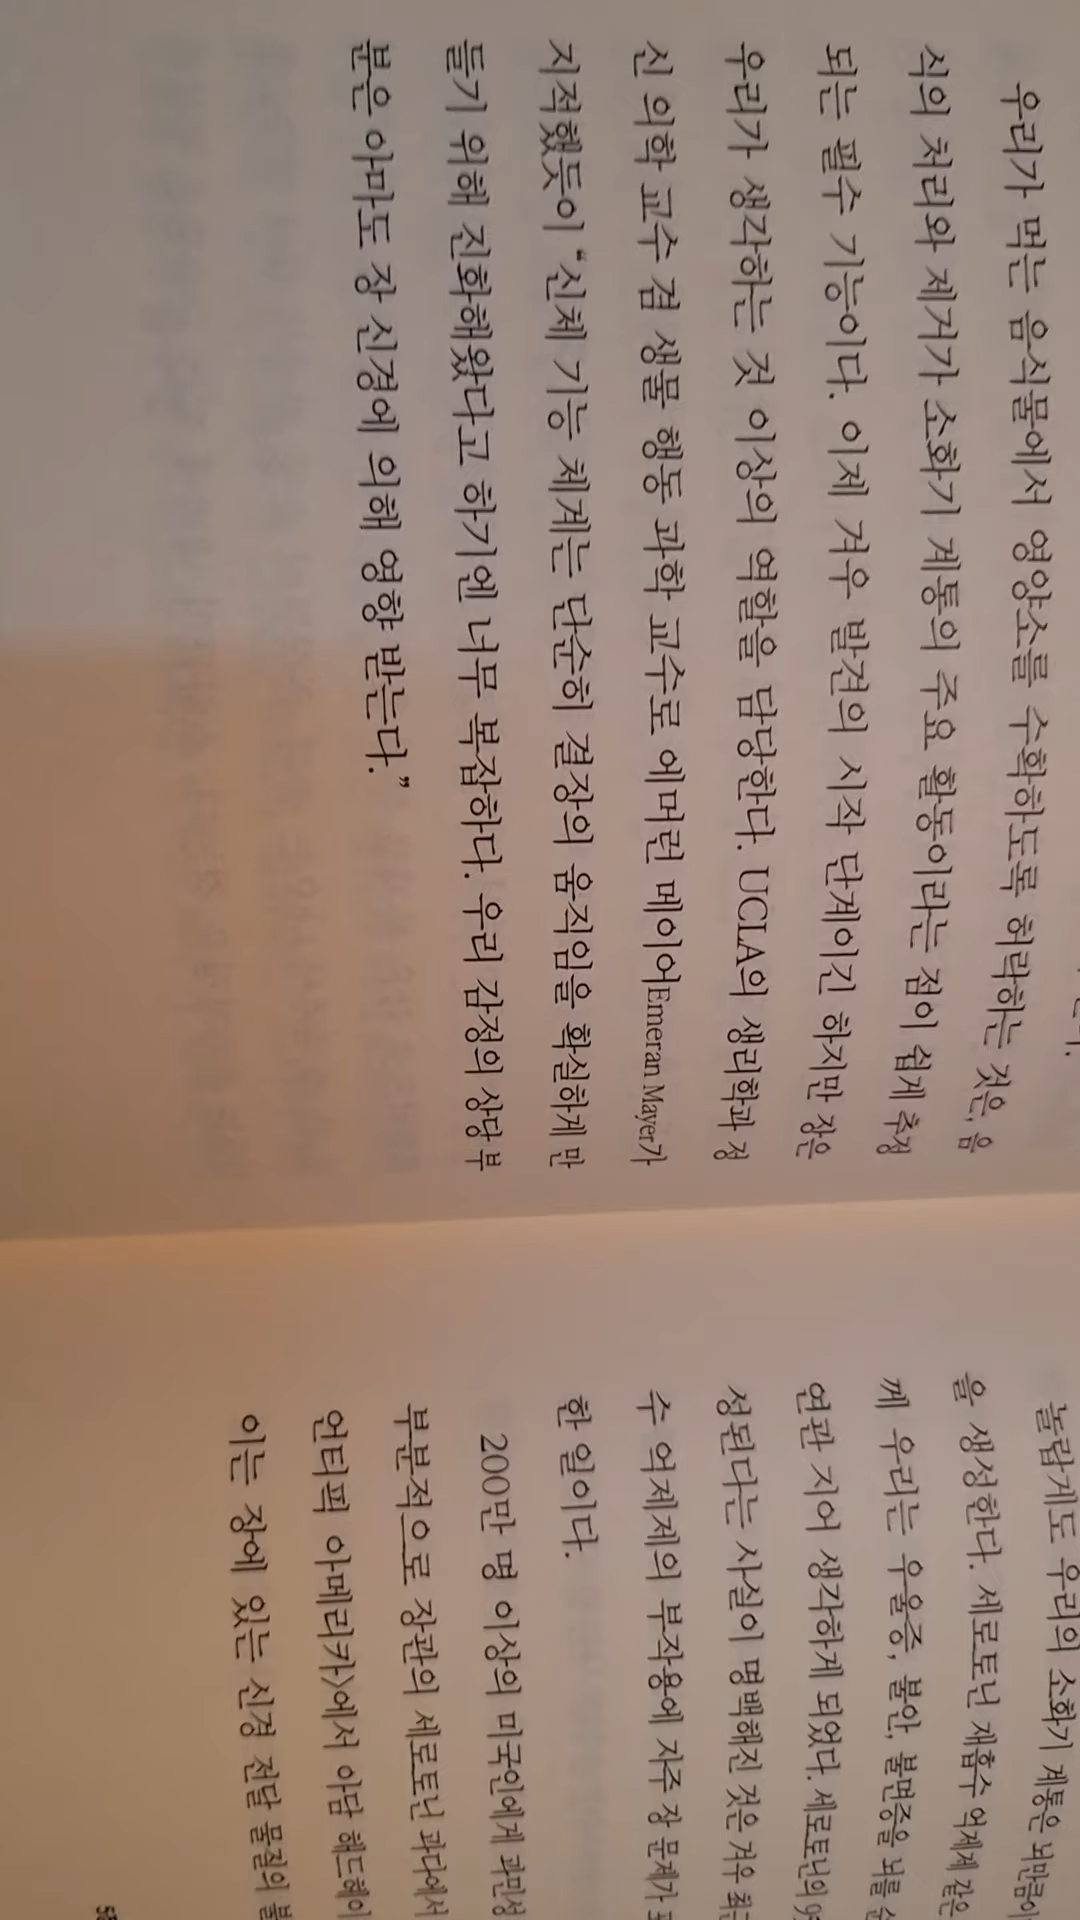 우리가 먹는 음식물에서 영양소를 수확하도록 허락하는 것은, 음
식의 처리와 제거가 소화기 계통의 주요 활동이라는 점이 쉽게 추정
되는 필수 기능이다. 이제 겨우 발견의 시작 단계이긴 하지만 장은
우리가 생각하는 것 이상의 역할을 담당한다. UCLA의 생리학과 정
신 의학 교수 겸 생물 행동 과학 교수로 에머런 메이어Emeran Mayer가
지적했듯이 “신체 기능 체계는 단순히 결장의 움직임을 확실하게 만
들기 위해 진화해왔다고 하기엔 너무 복잡하다. 우리 감정의 상당 부
분은 아마도 장 신경에 의해 영향 받는다.”
놀랍게도 우리의 소화기 계통은 뇌만큼이
을 생성한다. 세로토닌 재흡수 억제제 같은
께 우리는 우울증, 불안, 불면증을 뇌를
연관 지어 생각하게 되었다. 세로토닌의
성된다는 사실이 명백해진 것은 겨우
수 억제제의 부작용에 자주 장 문제가
한 일이다.
200만 명 이상의 미국인에게 과민성
부분적으로 장관의 세로토닌 과다에서
언티픽 아메리카〉에서 아담 해드헤이
이는 장에 있는 신경 전달 물질의